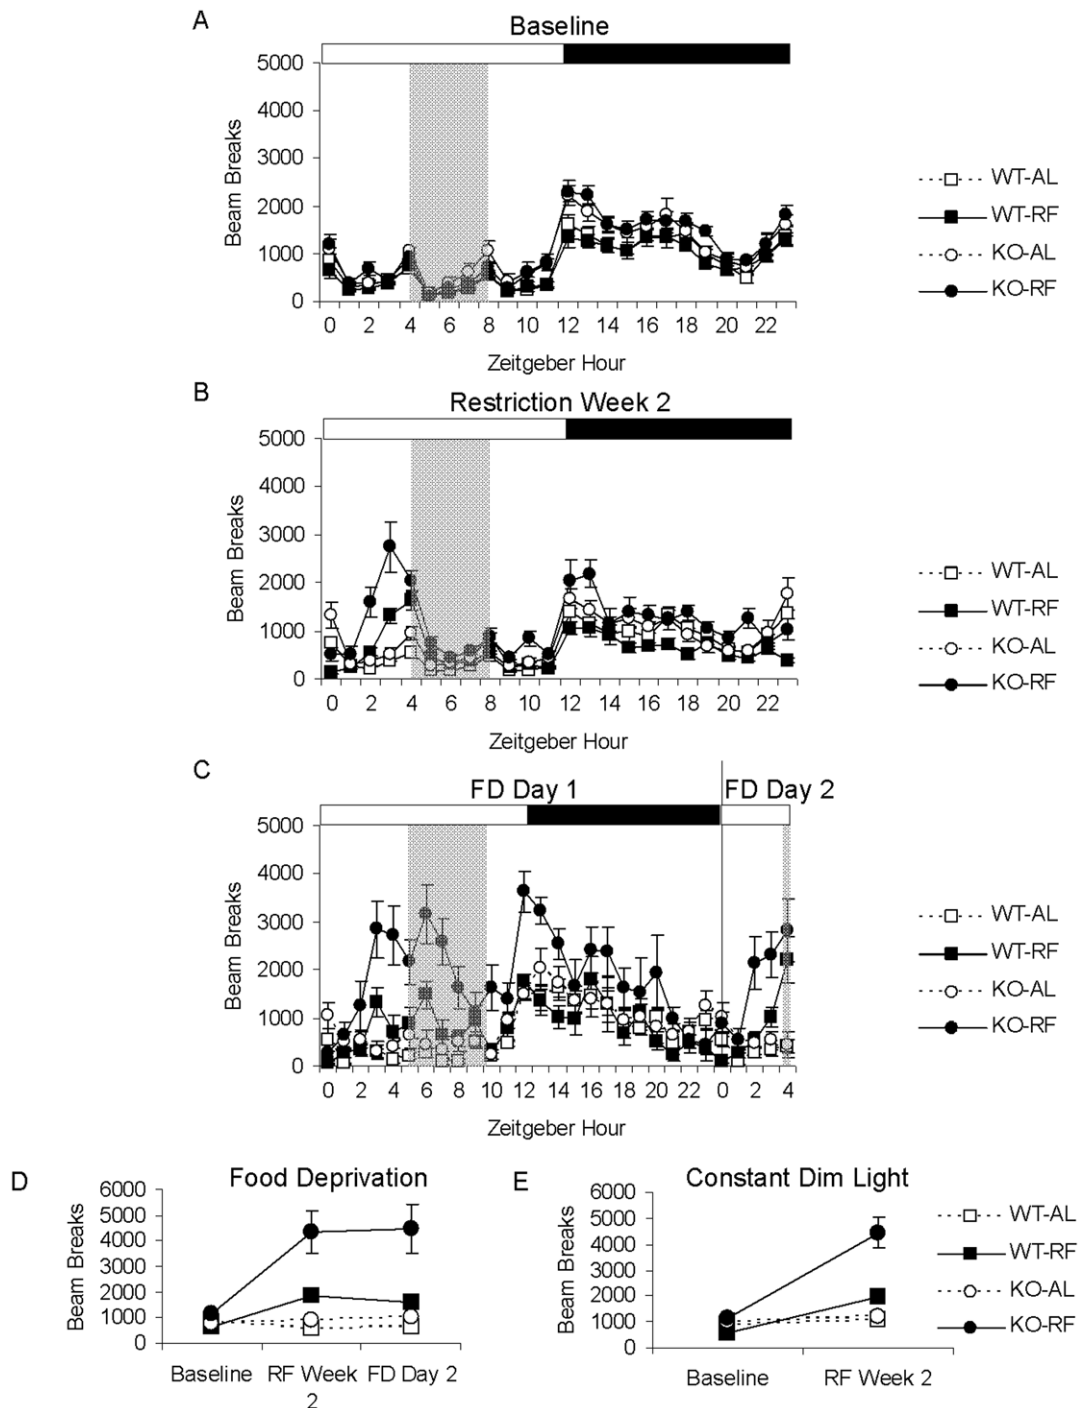 A
Baseline
5000
4000
3000
2000
1000
0
Beam Breaks
0 2 4 6 8 10 12 14 16 18 20 22
Zeitgeber Hour
WT-AL
WT-RF
KO-AL
KO-RF
B
Restriction Week 2
5000
4000
3000
2000
1000
0
Beam Breaks
0 2 4 6 8 10 12 14 16 18 20 22
Zeitgeber Hour
WT-AL
WT-RF
KO-AL
KO-RF
C
FD Day 1 FD Day 2
5000
4000
3000
2000
1000
0
Beam Breaks
0 2 4 6 8 10 12 14 16 18 20 22 0 2 4
Zeitgeber Hour
WT-AL
WT-RF
KO-AL
KO-RF
D
Food Deprivation
6000
5000
4000
3000
2000
1000
0
Beam Breaks
Baseline RF Week FD Day 2
2
E
Constant Dim Light
6000
5000
4000
3000
2000
1000
0
Beam Breaks
Baseline RF Week 2
WT-AL
WT-RF
KO-AL
KO-RF